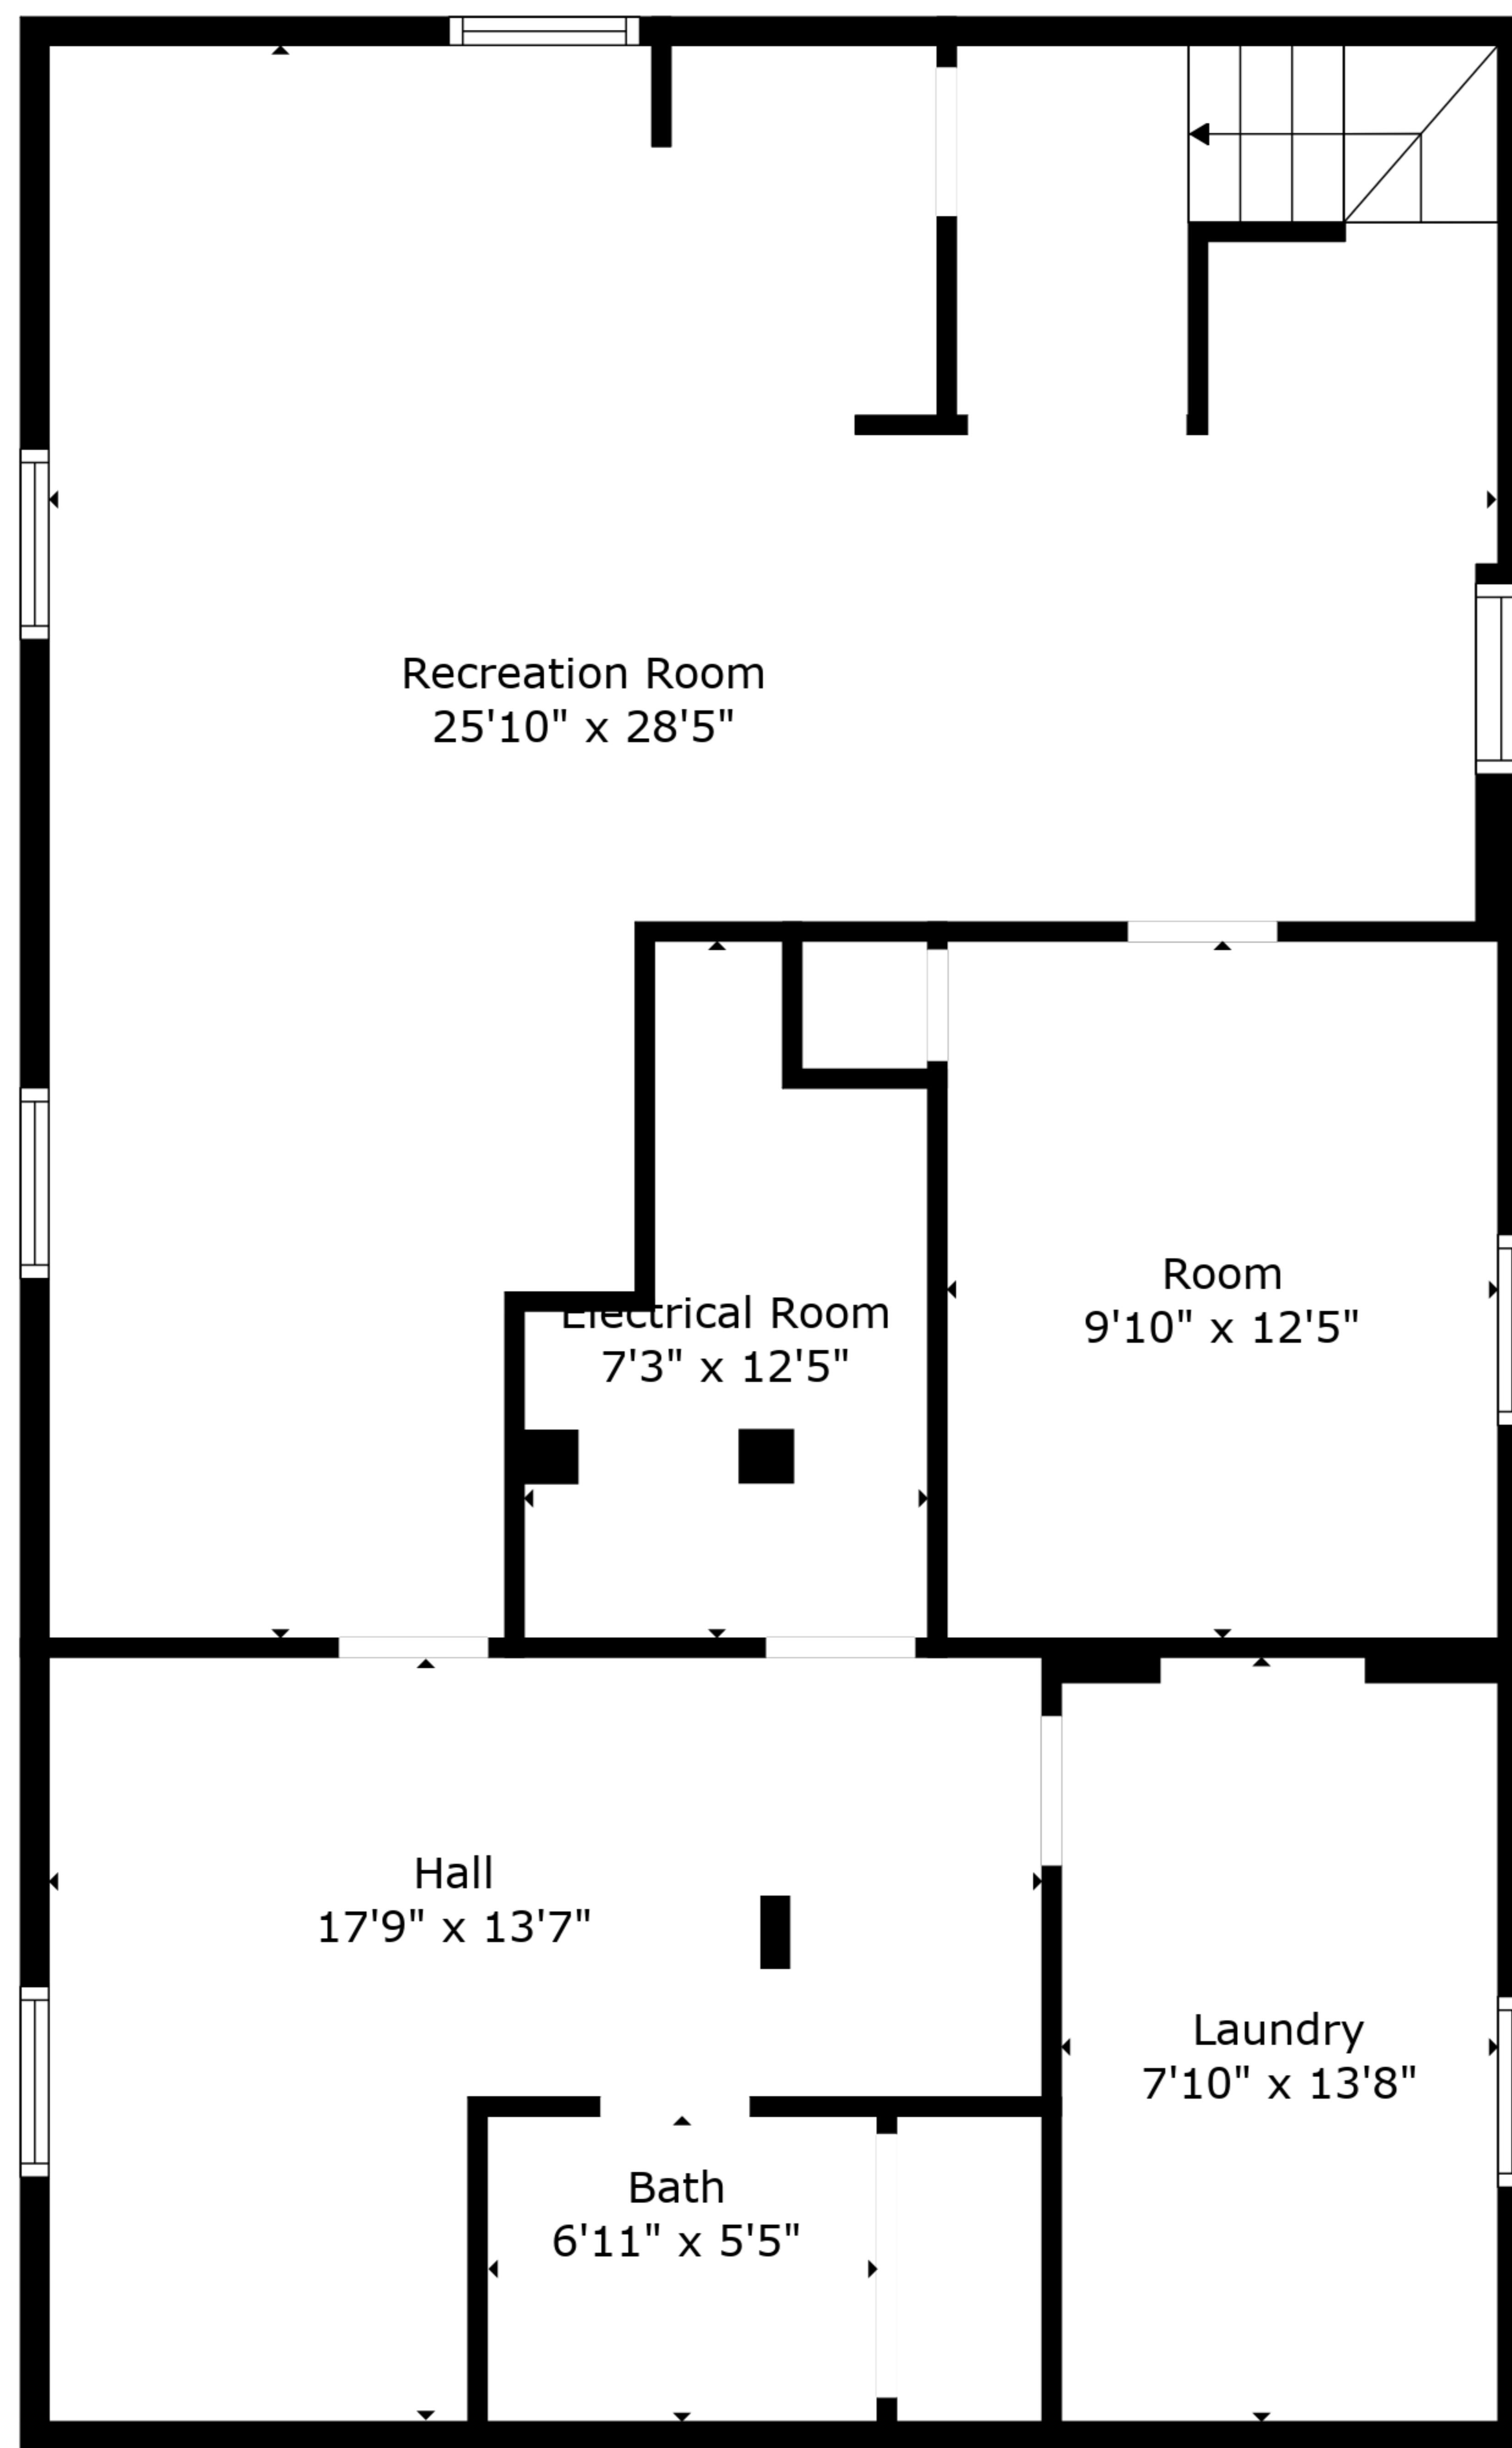 Recreation Room
25'10" x 28'5"
Room
9'10" x 12'5"
Electrical Room
7'3" x 12'5"
Hall
17'9" x 13'7"
Laundry
7'10" x 13'8"
Bath
6'11" x 5'5"